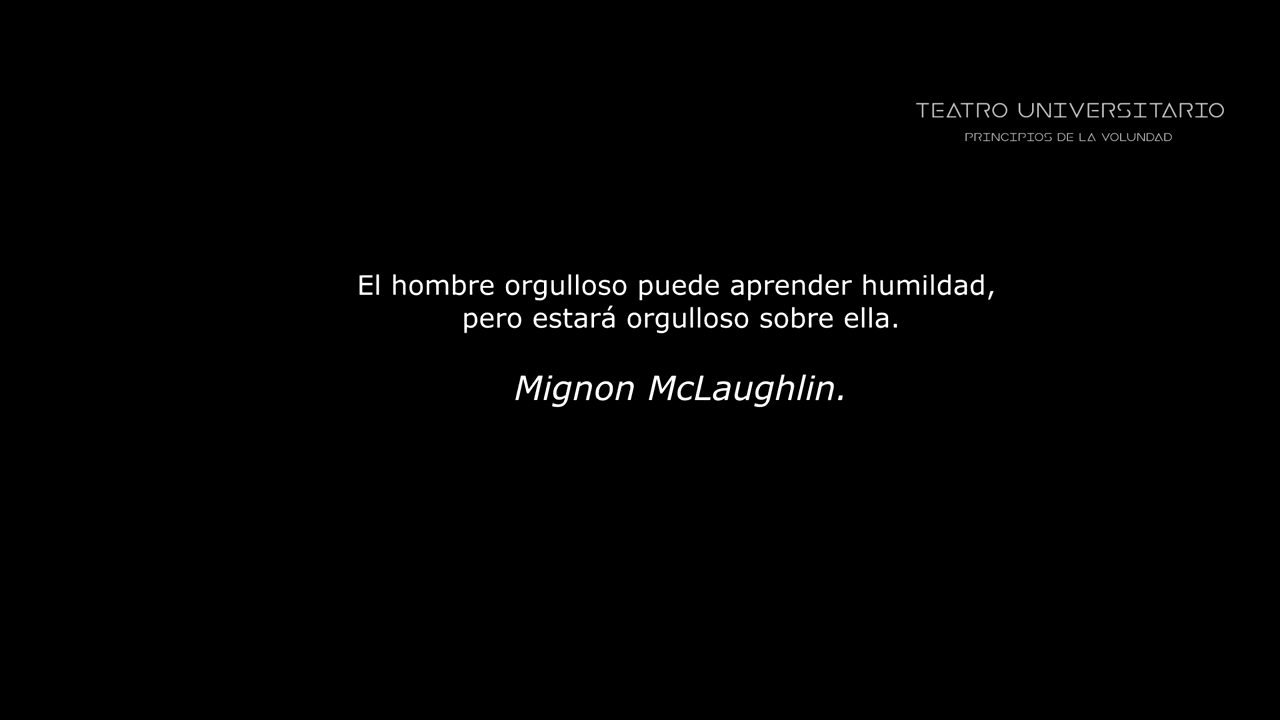 TEATRO UNIVERSITARIO
PRINCIPIOS DE LA VOLUNDAD
El hombre orgulloso puede aprender humildad,
pero estará orgulloso sobre ella.
Mignon McLaughlin.